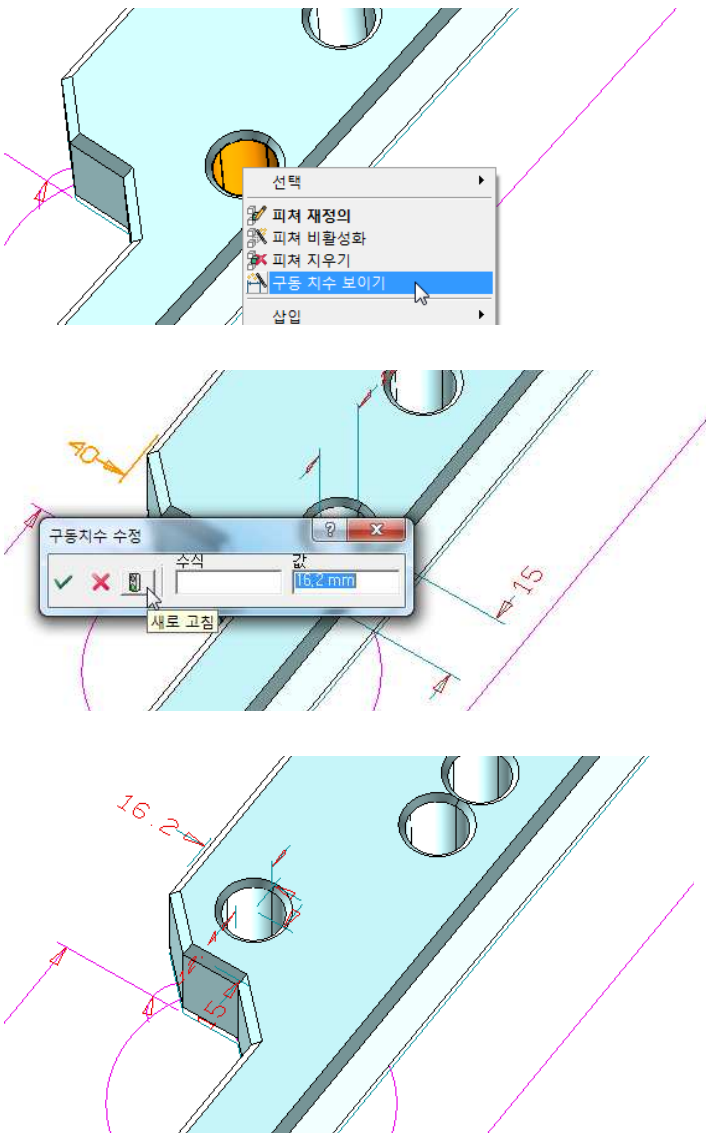 선택
피쳐 재정의
피쳐 비활성화
피쳐 지우기
구동 치수 보이기
삽입
40
구동치수 수정
수식 값
16,2 mm
새로 고침
15
16.2
15